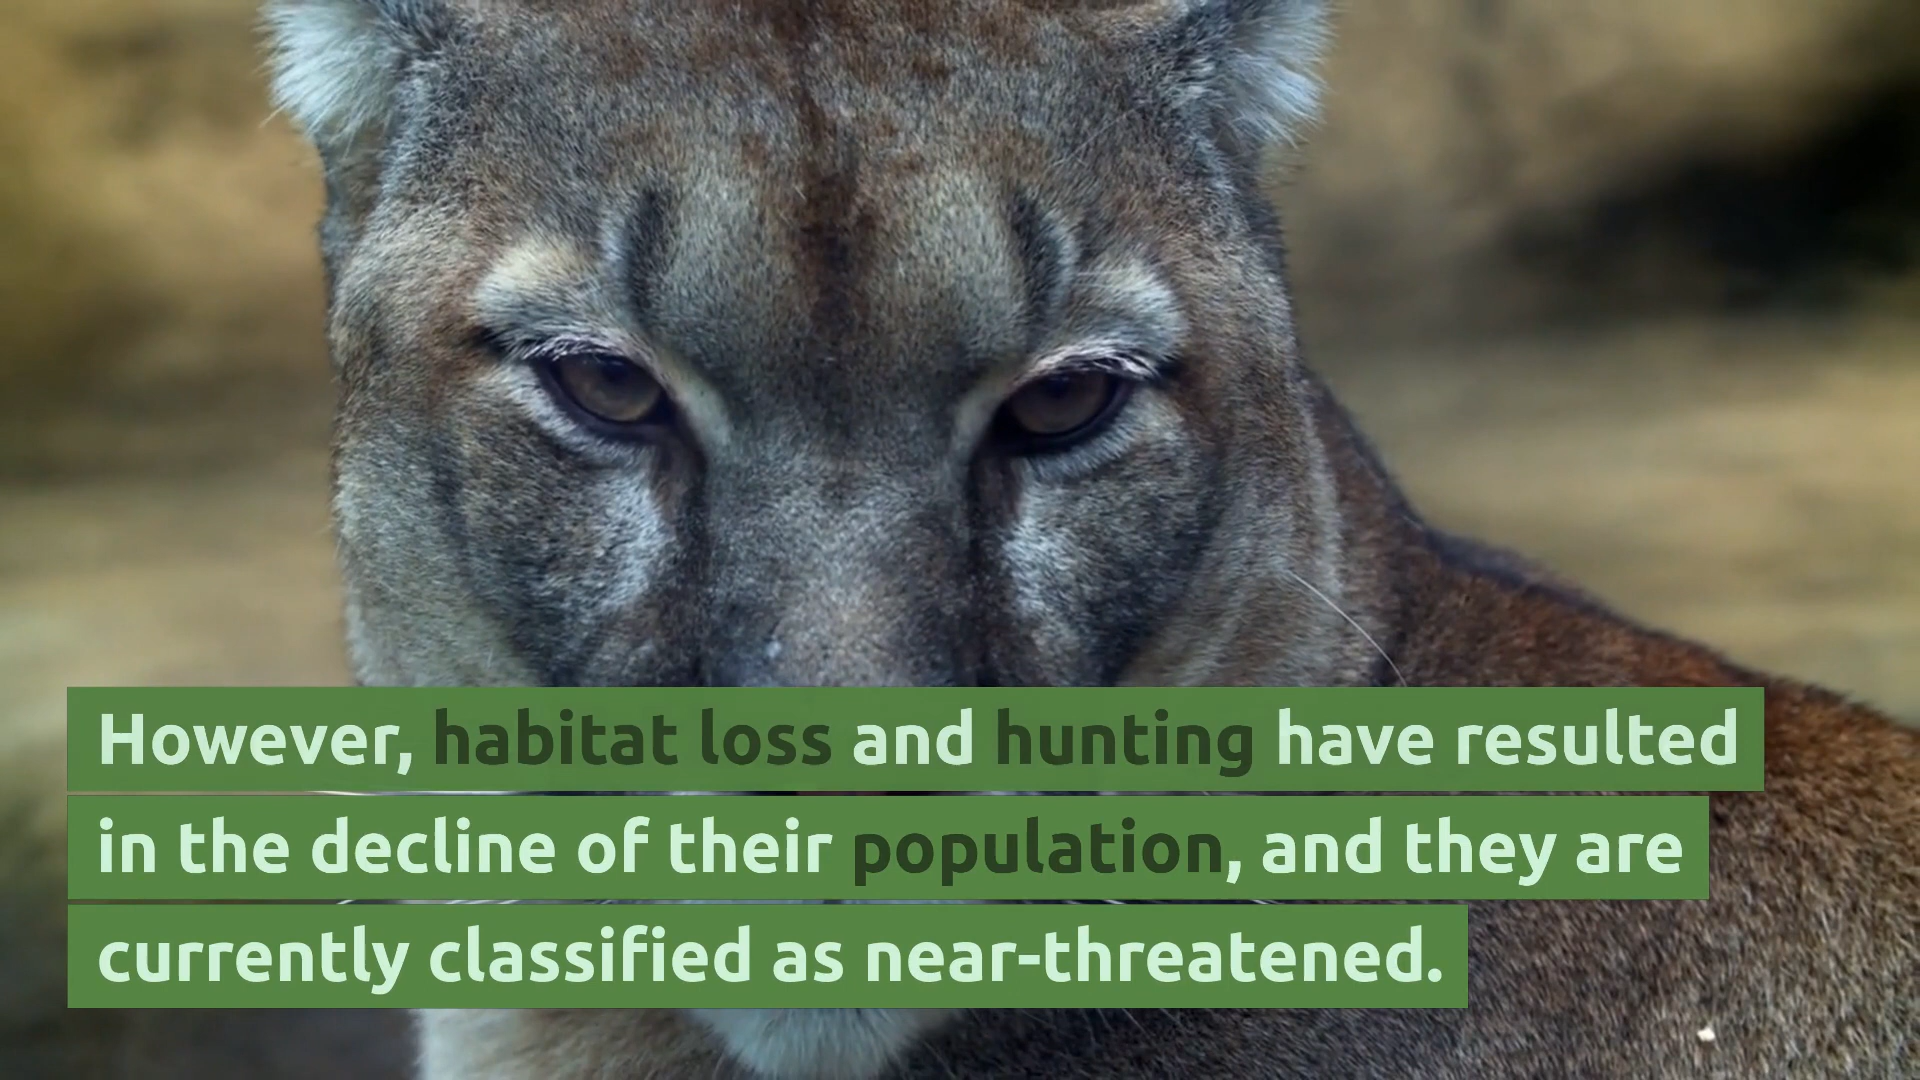 However, habitat loss and hunting have resulted
in the decline of their population, and they are
currently classified as near-threatened.